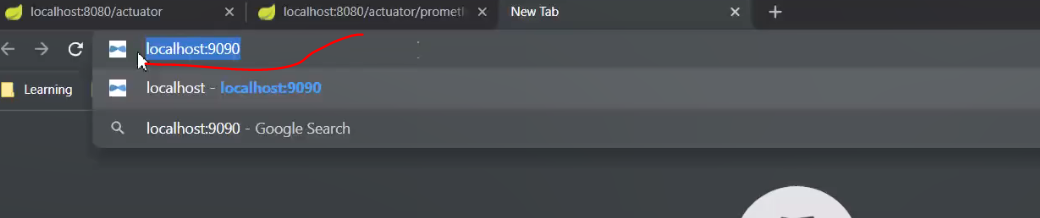 localhost:8080/actuator
localhost:8080/actuator/prometh
New Tab
localhost:9090
Learning
localhost - localhost:9090
localhost:9090 - Google Search